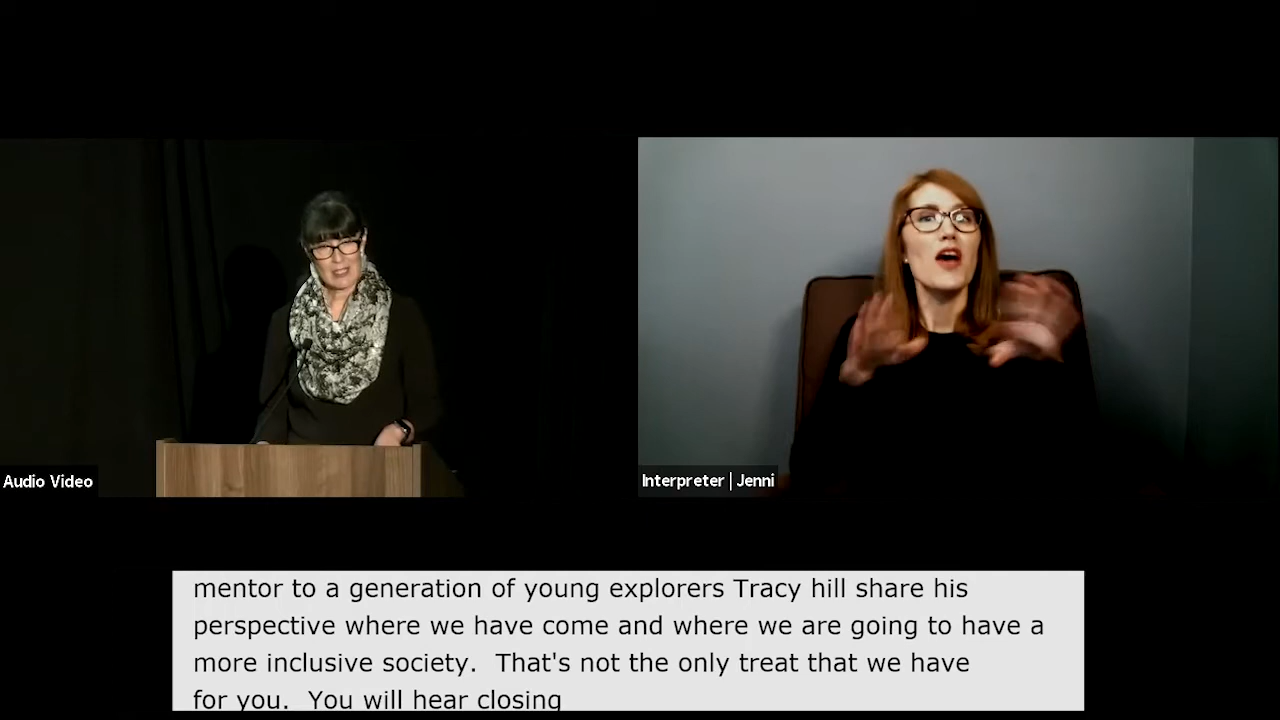 Audio Video
Interpreter | Jenni
mentor to a generation of young explorers Tracy hill share his
perspective where we have come and where we are going to have a
more inclusive society.  That's not the only treat that we have
for you.  You will hear closing